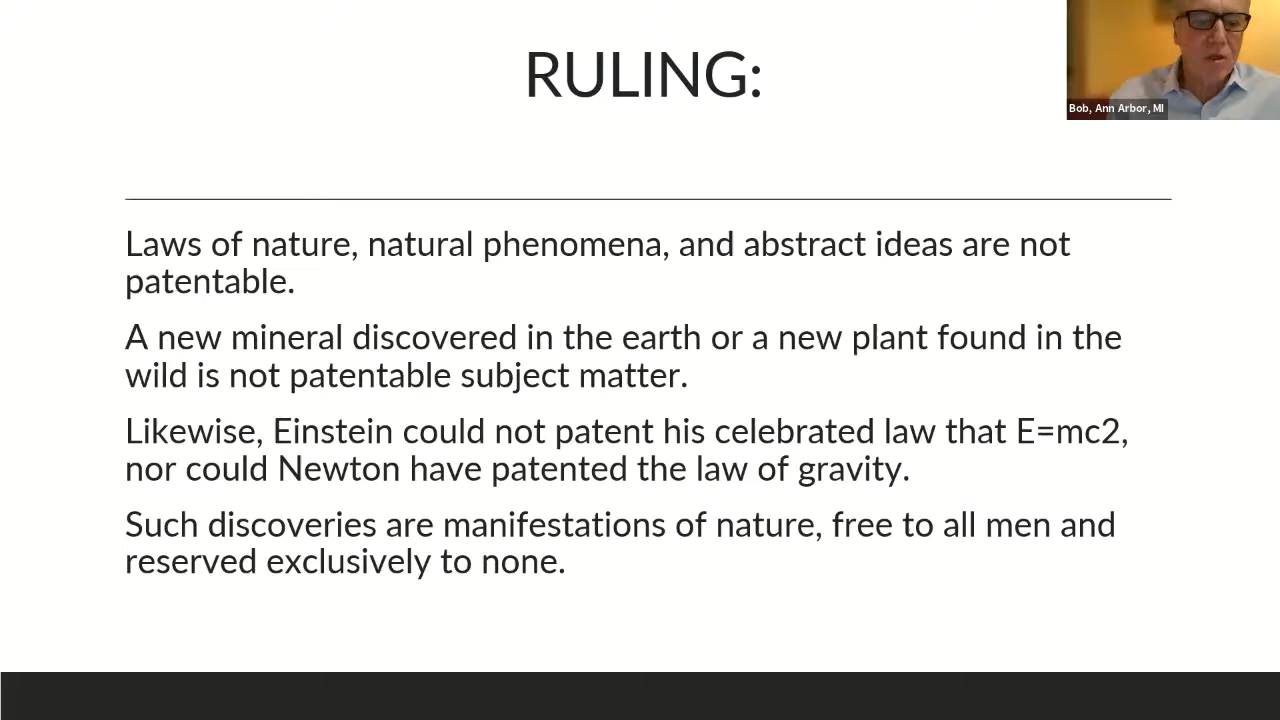 RULING:
Bob, Ann Arbor, MI
Laws of nature, natural phenomena, and abstract ideas are not
patentable.
A new mineral discovered in the earth or a new plant found in the
wild is not patentable subject matter.
Likewise, Einstein could not patent his celebrated law that E=mc2,
nor could Newton have patented the law of gravity.
Such discoveries are manifestations of nature, free to all men and
reserved exclusively to none.